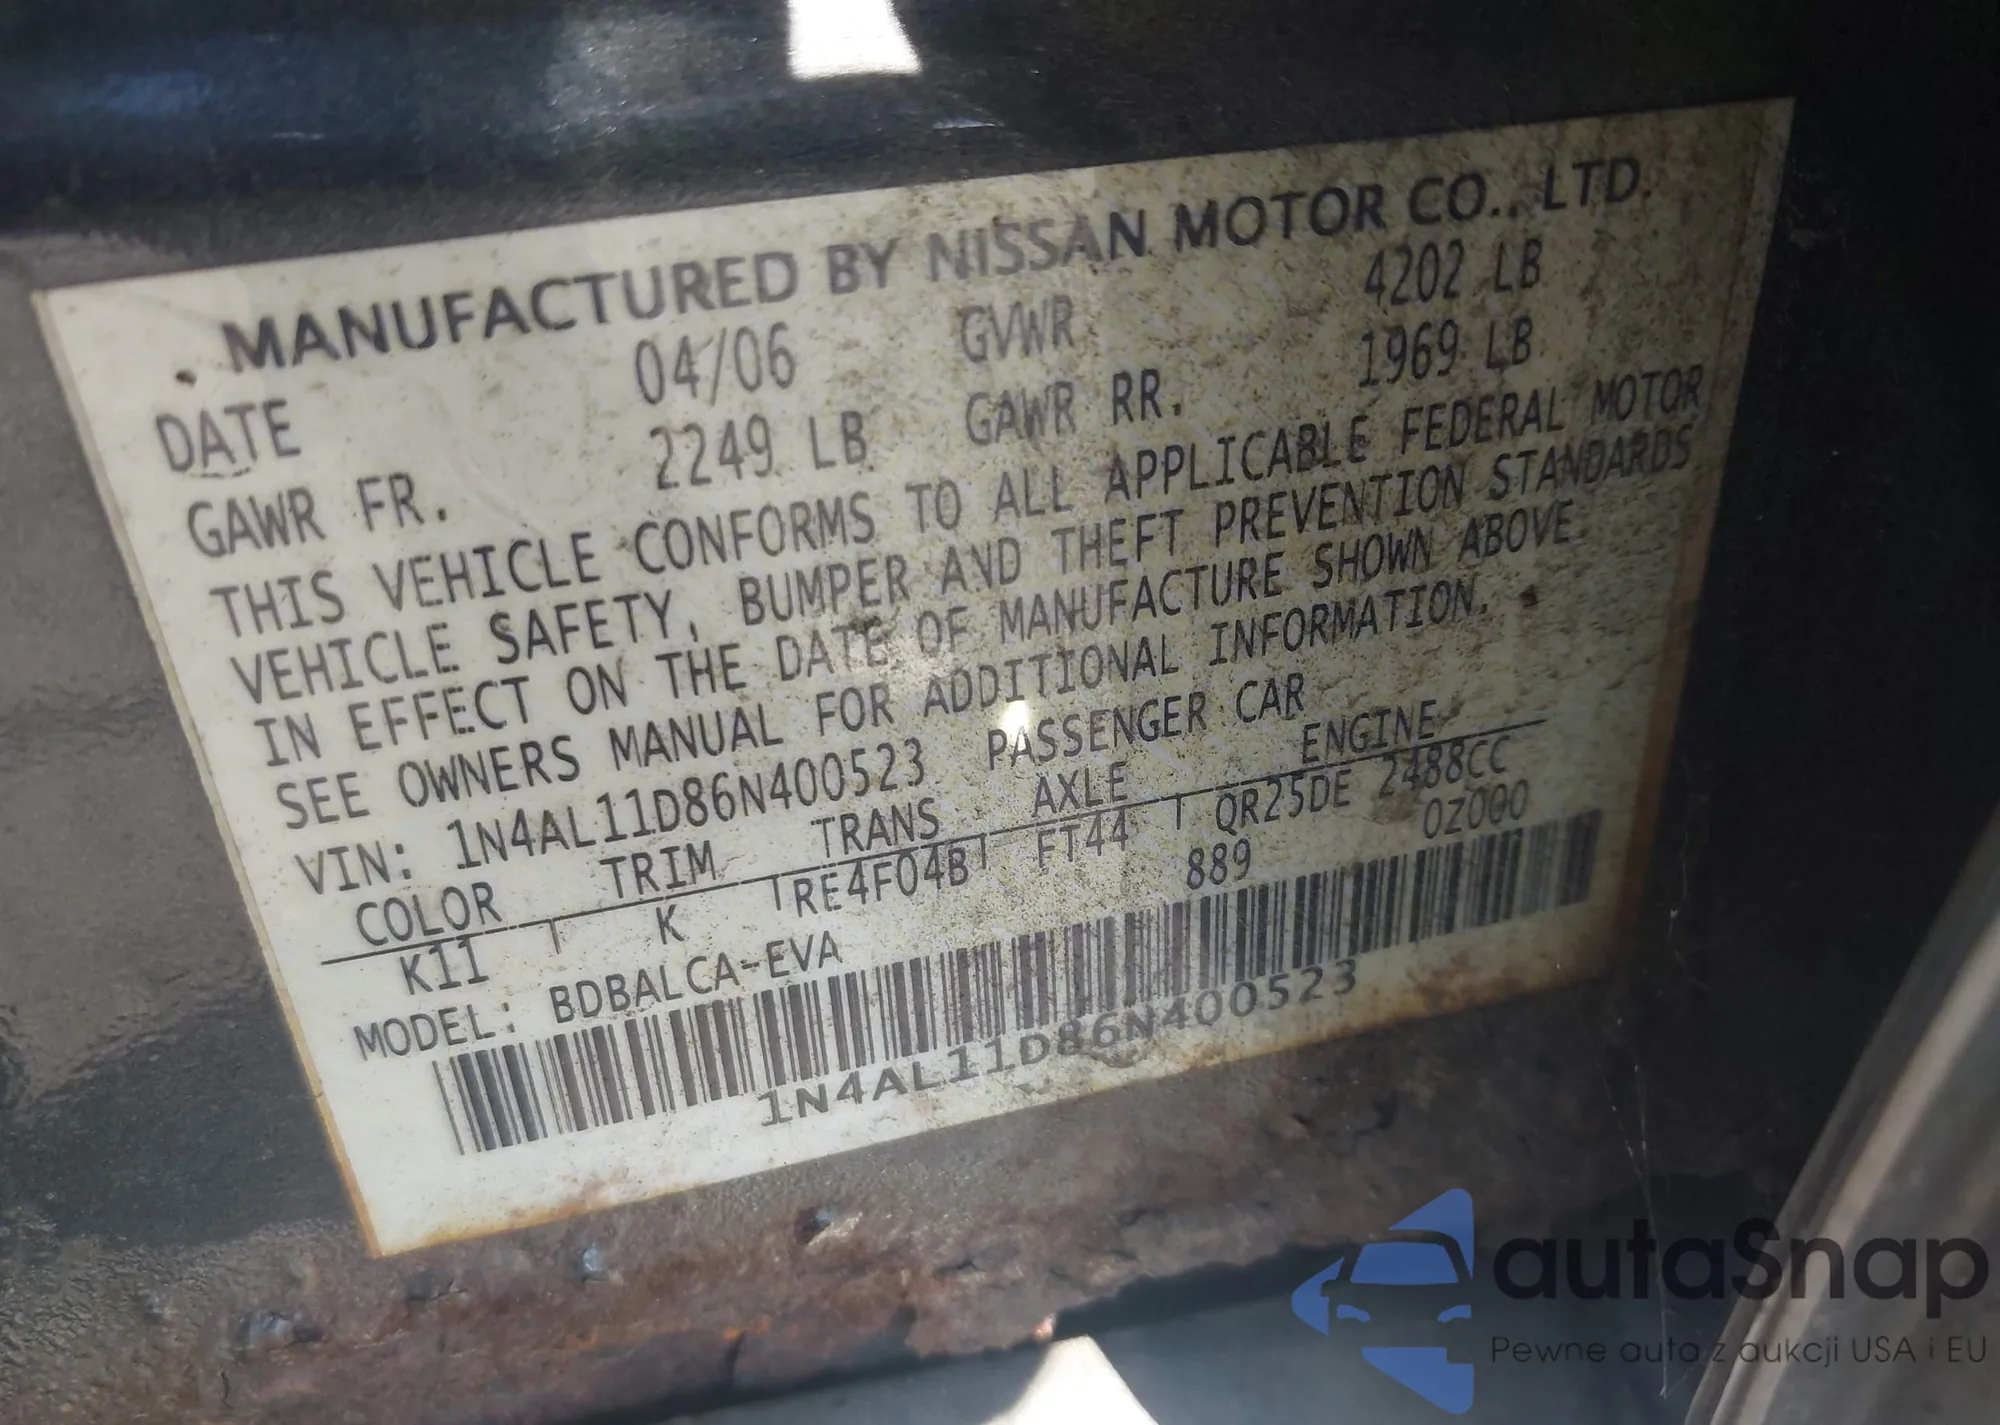 MANUFACTURED BY NISSAN MOTOR CO., LTD.
DATE 04/06 GVWR 4202 LB
GAWR FR. 2249 LB GAWR RR. 1969 LB
THIS VEHICLE CONFORMS TO ALL APPLICABLE FEDERAL MOTOR
VEHICLE SAFETY, BUMPER AND THEFT PREVENTION STANDARDS
IN EFFECT ON THE DATE OF MANUFACTURE SHOWN ABOVE.
SEE OWNERS MANUAL FOR ADDITIONAL INFORMATION.
VIN: 1N4AL11D86N400523 PASSENGER CAR
COLOR TRIM TRANS AXLE ENGINE
K11 K RE4F04B FT44 QR25DE 2488CC
MODEL: BDBALCA-EVA 889 0Z000
1N4AL11D86N400523
autaSnap
Pewne auta z aukcji USA i EU